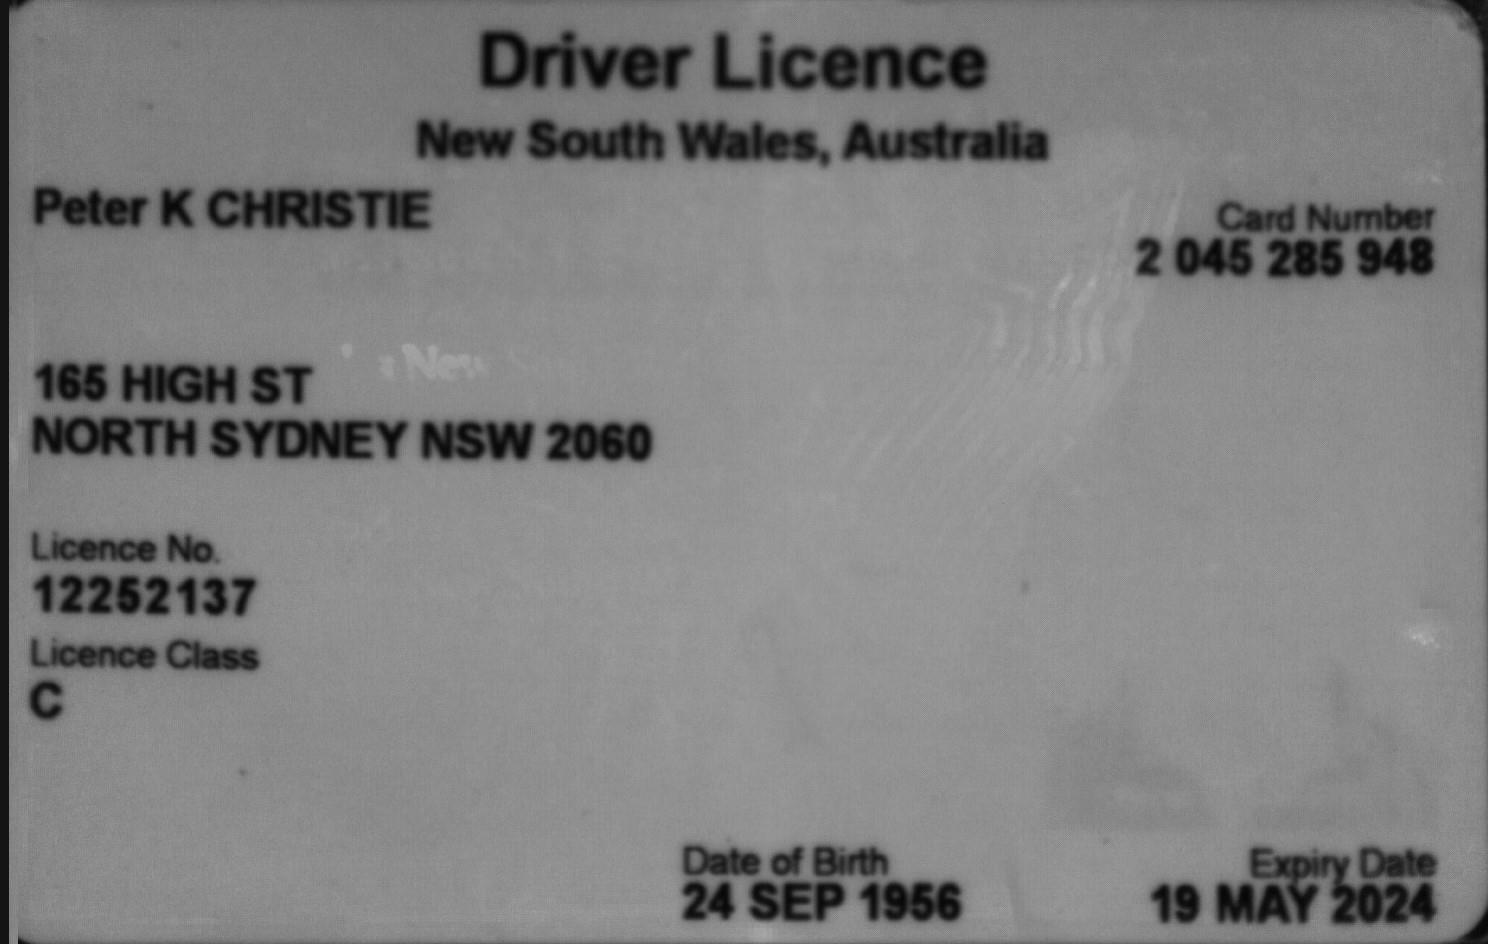 Driver Licence
New South Wales, Australia
Peter K CHRISTIE
Card Number
2 045 285 948
New
165 HIGH ST
NORTH SYDNEY NSW 2060
Licence No.
12252137
Licence Class
C
Date of Birth
24 SEP 1956
Expiry Date
19 MAY 2024